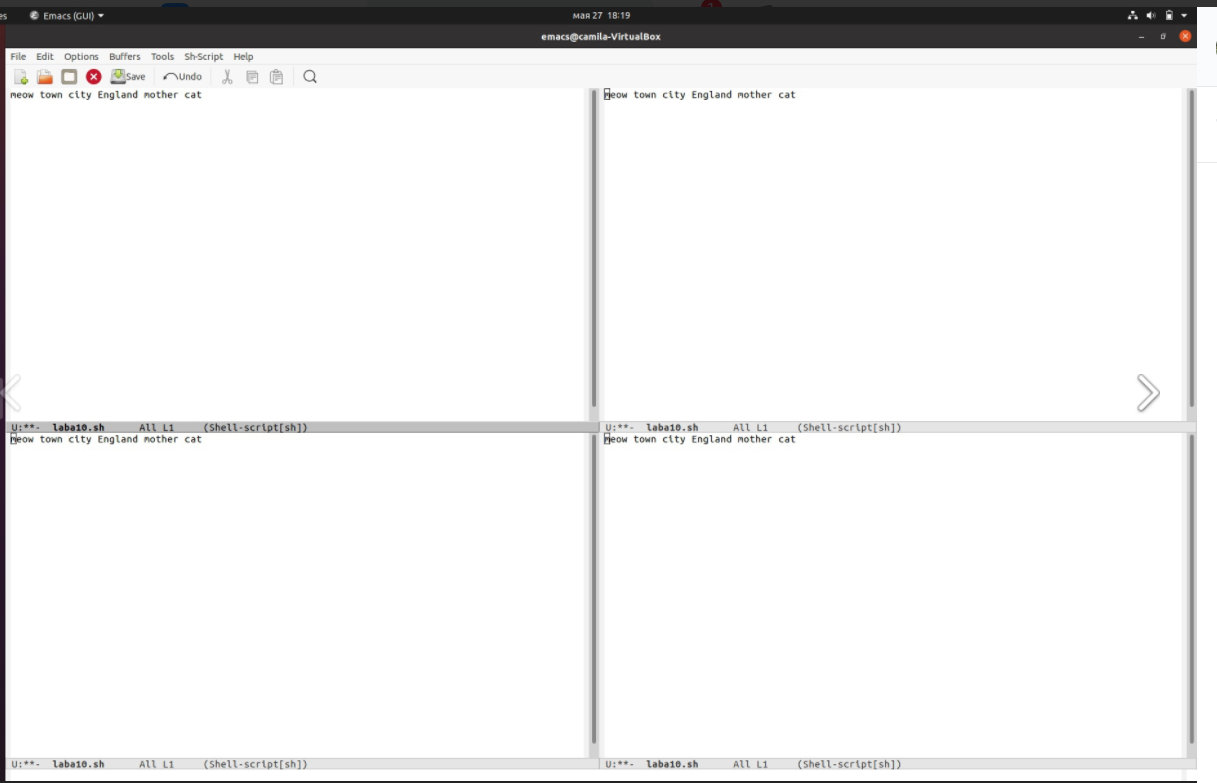 es Emacs (GUI) мая 27 18:19
emacs@camila-VirtualBox
File Edit Options Buffers Tools Sh-Script Help
Save Undo
meow town city England mother cat
meow town city England mother cat
U:**- laba10.sh All L1 (Shell-script[sh])
U:**- laba10.sh All L1 (Shell-script[sh])
meow town city England mother cat
meow town city England mother cat
U:**- laba10.sh All L1 (Shell-script[sh])
U:**- laba10.sh All L1 (Shell-script[sh])